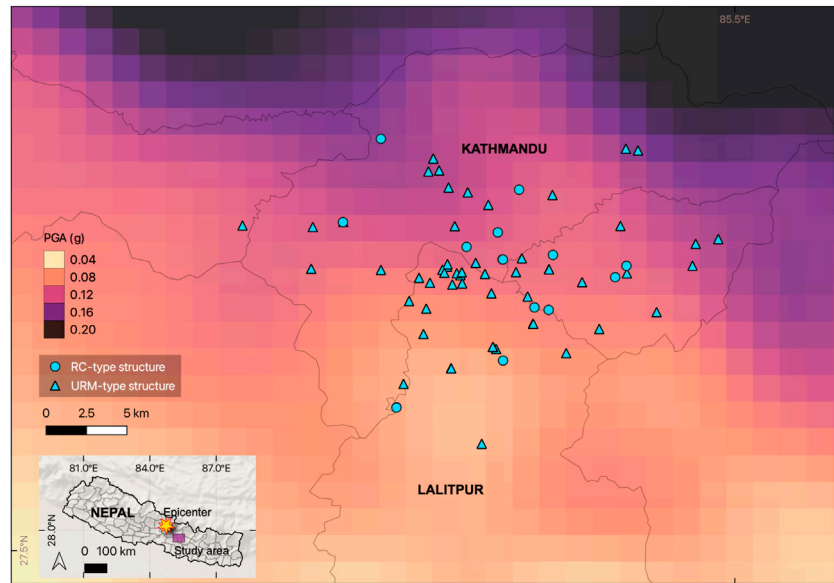 85.5°E
KATHMANDU
PGA (g)
0.04
0.08
0.12
0.16
0.20
RC-type structure
URM-type structure
0 2.5 5 km
LALITPUR
81.0°E 84.0°E 87.0°E
NEPAL
Epicenter
28.0°N
Study area
0 100 km
27.5°N